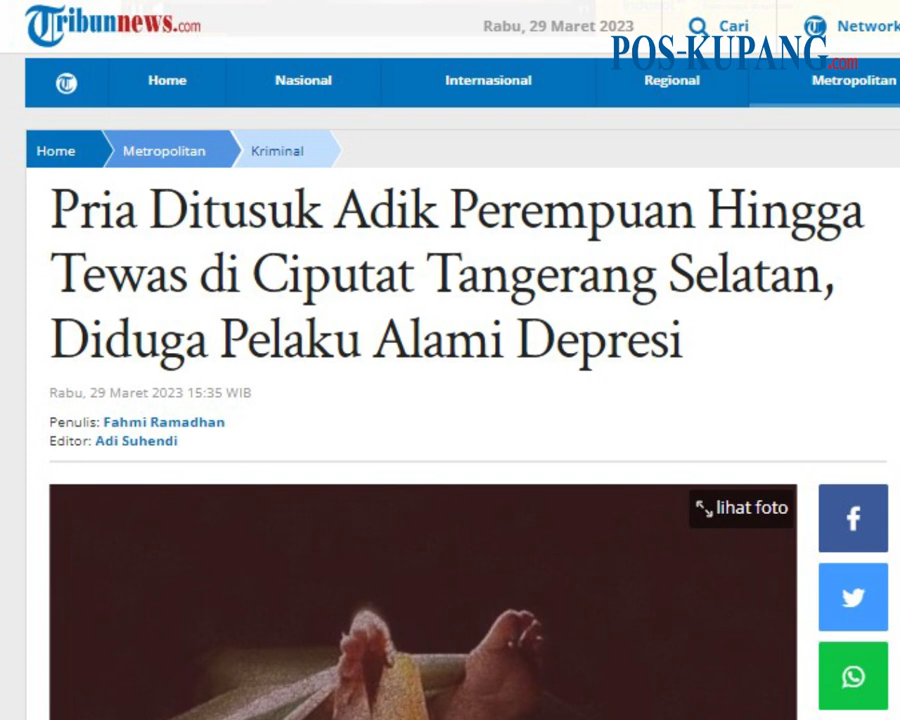 Tribunnews.com
Rabu, 29 Maret 2023
Cari
Network
POS-KUPANG.com
Home
Nasional
Internasional
Regional
Metropolitan
Home
Metropolitan
Kriminal
Pria Ditusuk Adik Perempuan Hingga
Tewas di Ciputat Tangerang Selatan,
Diduga Pelaku Alami Depresi
Rabu, 29 Maret 2023 15:35 WIB
Penulis: Fahmi Ramadhan
Editor: Adi Suhendi
lihat foto